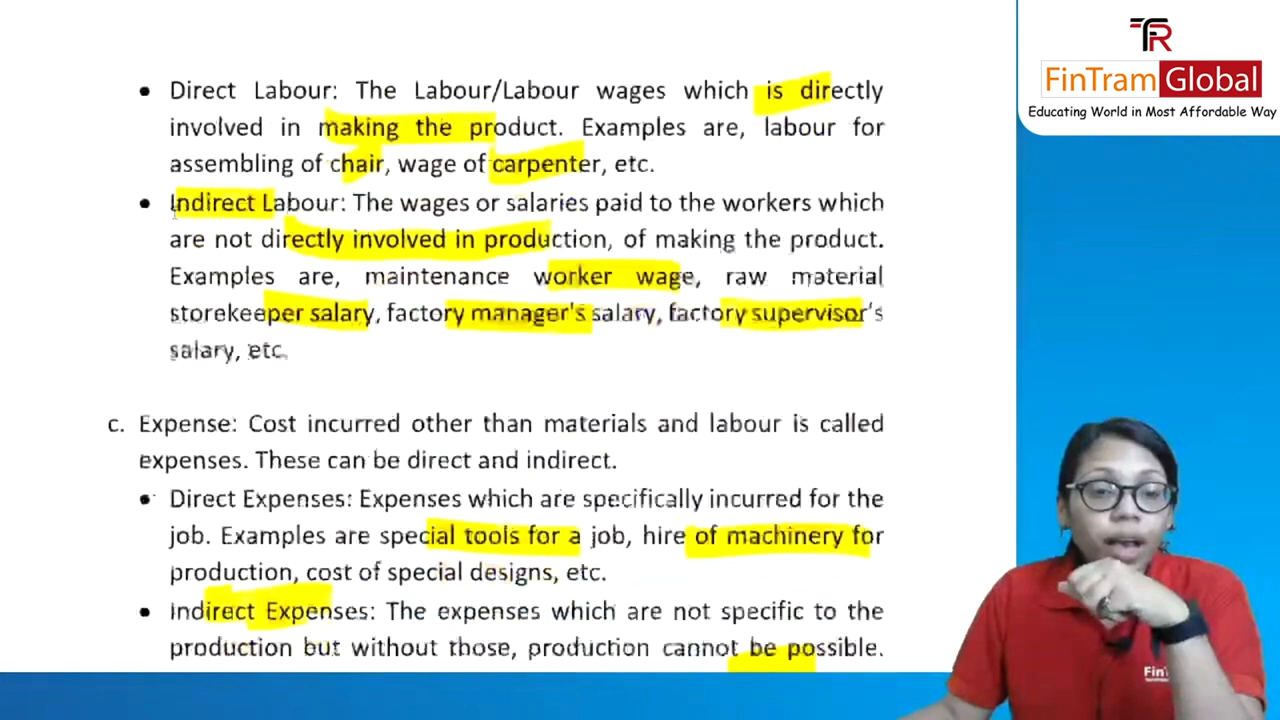 TR
FinTram Global
Educating World in Most Affordable Way
• Direct Labour: The Labour/Labour wages which is directly
involved in making the product. Examples are, labour for
assembling of chair, wage of carpenter, etc.
• Indirect Labour: The wages or salaries paid to the workers which
are not directly involved in production, of making the product.
Examples are, maintenance worker wage, raw material
storekeeper salary, factory manager's salary, factory supervisor's
salary, etc.
c. Expense: Cost incurred other than materials and labour is called
expenses. These can be direct and indirect.
• Direct Expenses: Expenses which are specifically incurred for the
job. Examples are special tools for a job, hire of machinery for
production, cost of special designs, etc.
• Indirect Expenses: The expenses which are not specific to the
production but without those, production cannot be possible.